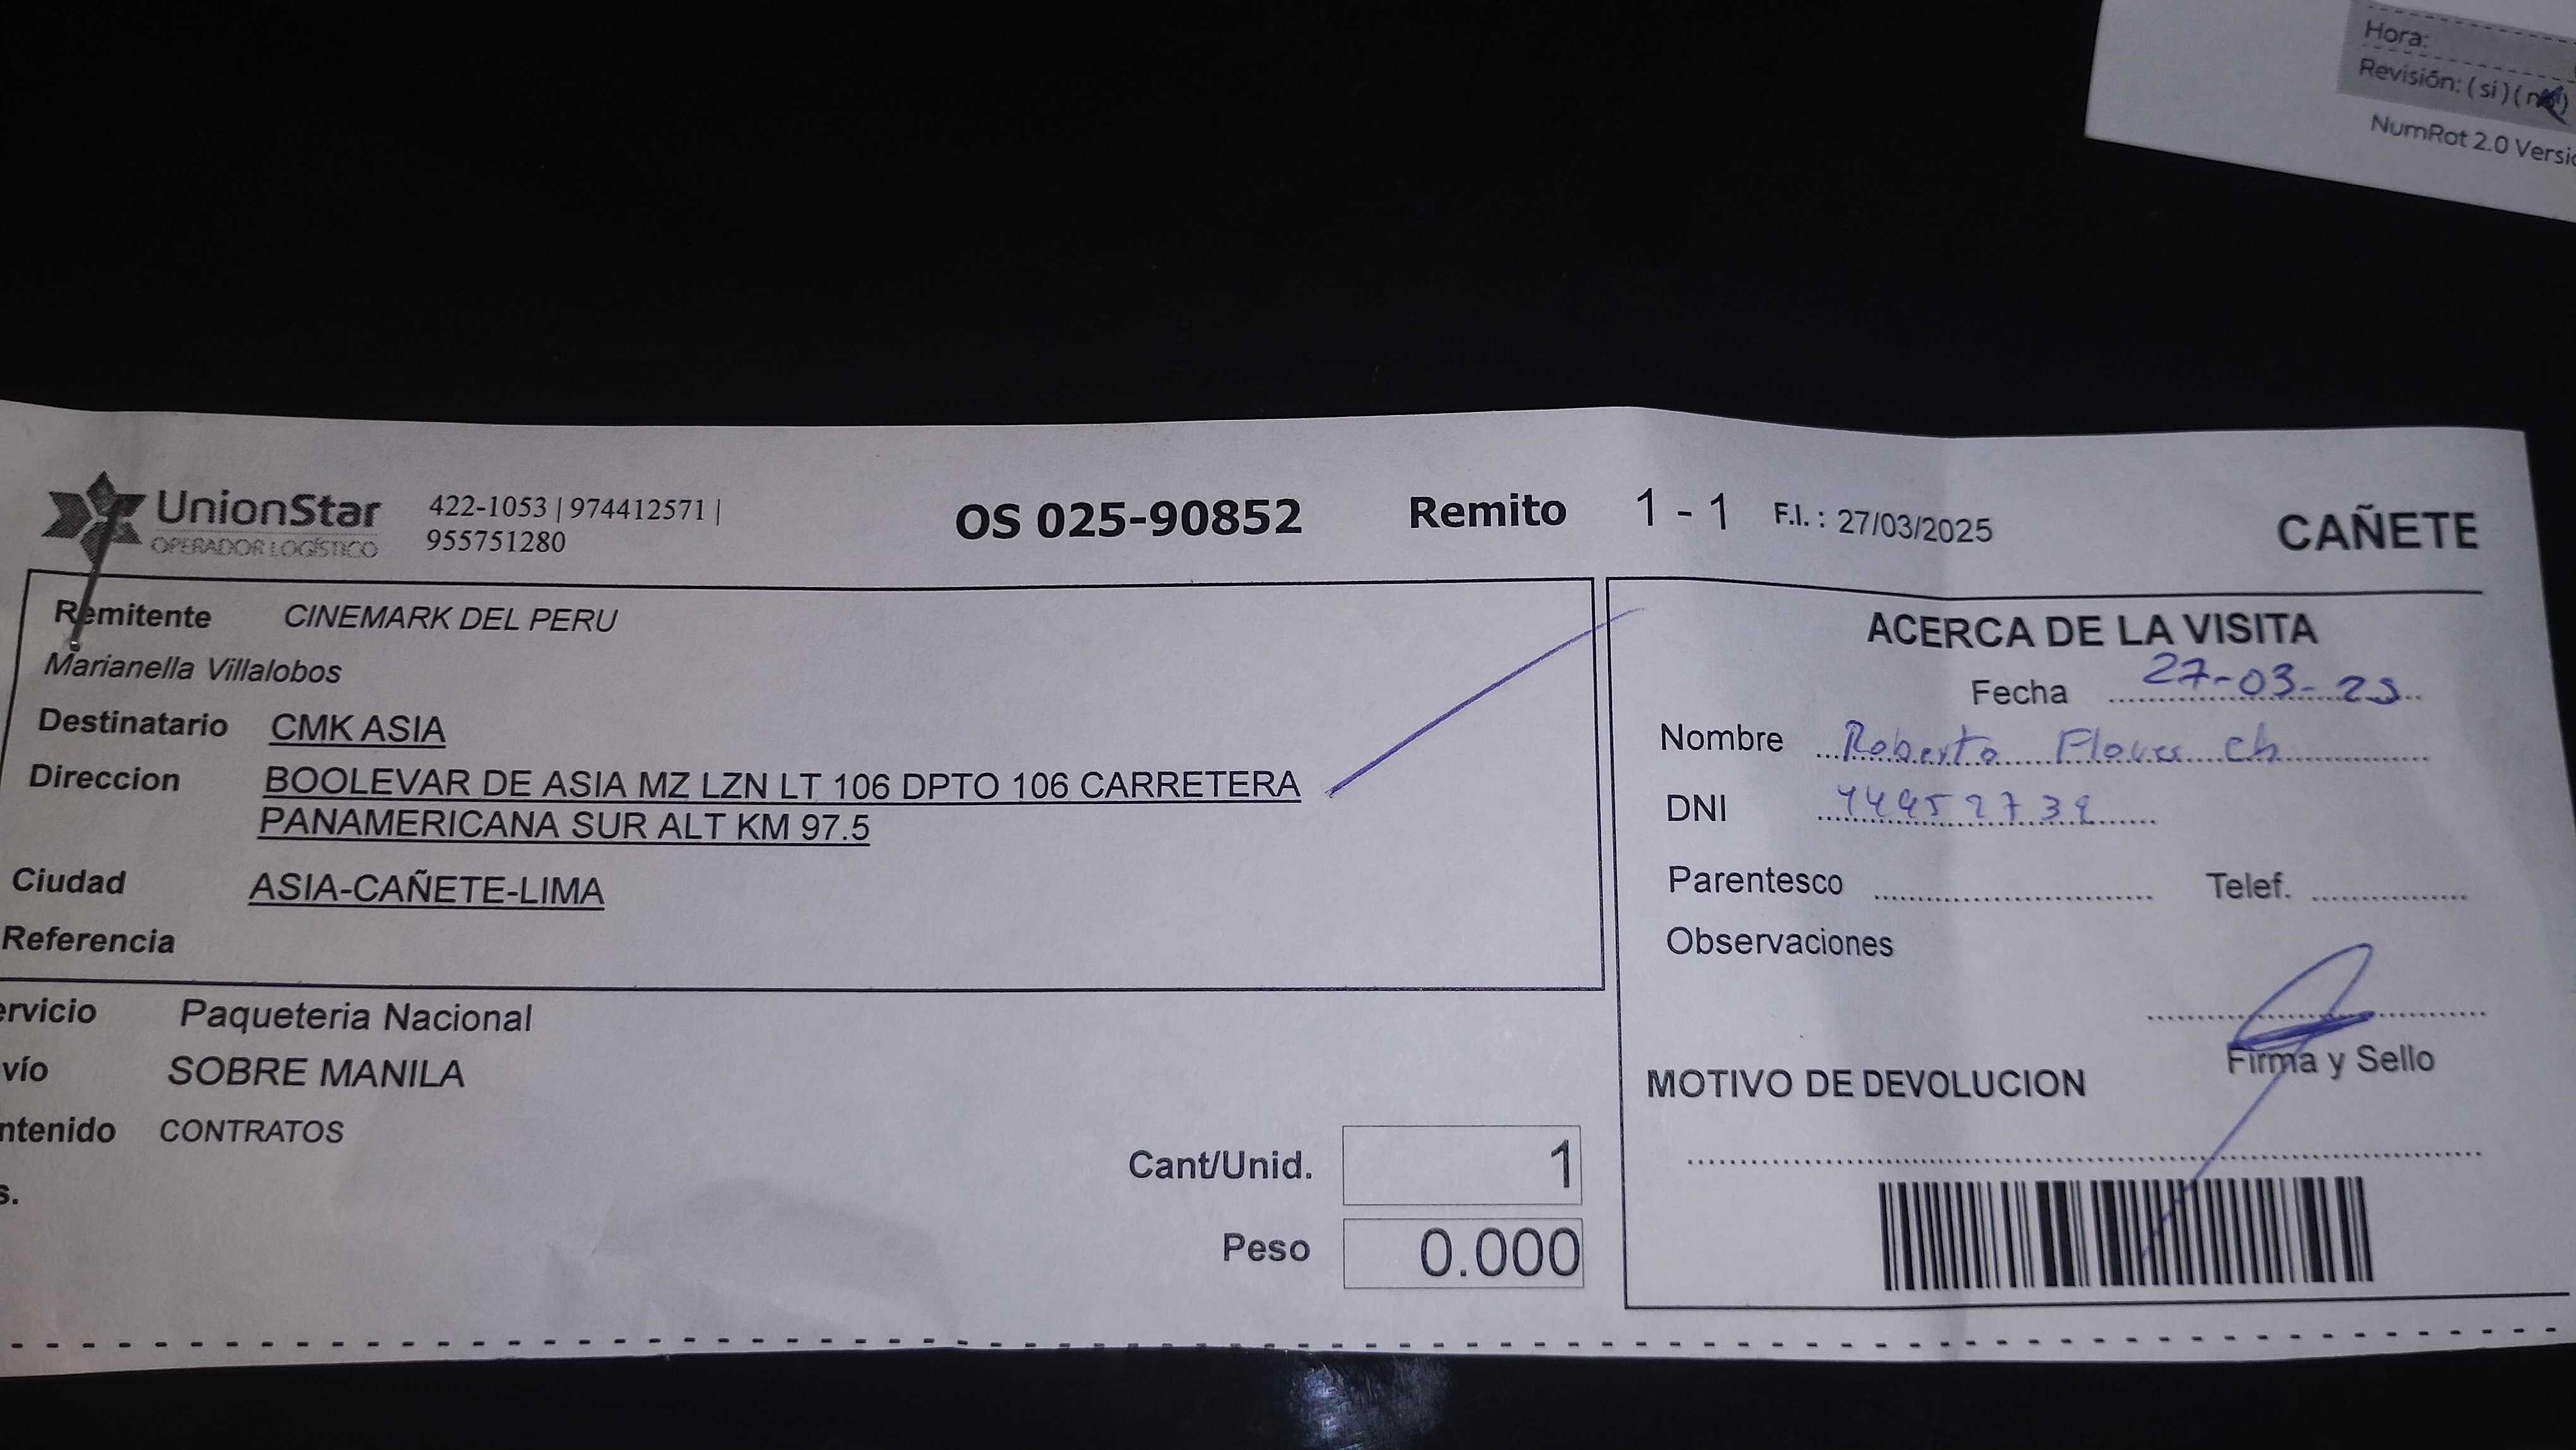 Hora:
Revisión: ( si ) ( no )
NumRot 2.0 Versio
UnionStar
OPERADOR LOGÍSTICO
422-1053 | 974412571 |
955751280
OS 025-90852
Remito 1 - 1
F.I. : 27/03/2025
CAÑETE
Remitente CINEMARK DEL PERU
Marianella Villalobos
Destinatario CMK ASIA
Direccion BOOLEVAR DE ASIA MZ LZN LT 106 DPTO 106 CARRETERA
PANAMERICANA SUR ALT KM 97.5
Ciudad ASIA-CAÑETE-LIMA
Referencia
ervicio Paqueteria Nacional
vío SOBRE MANILA
ntenido CONTRATOS
s.
Cant/Unid. 1
Peso 0.000
ACERCA DE LA VISITA
Fecha 27-03-25
Nombre Roberto Flores Ch
DNI
Parentesco Telef.
Observaciones
Firma y Sello
MOTIVO DE DEVOLUCION